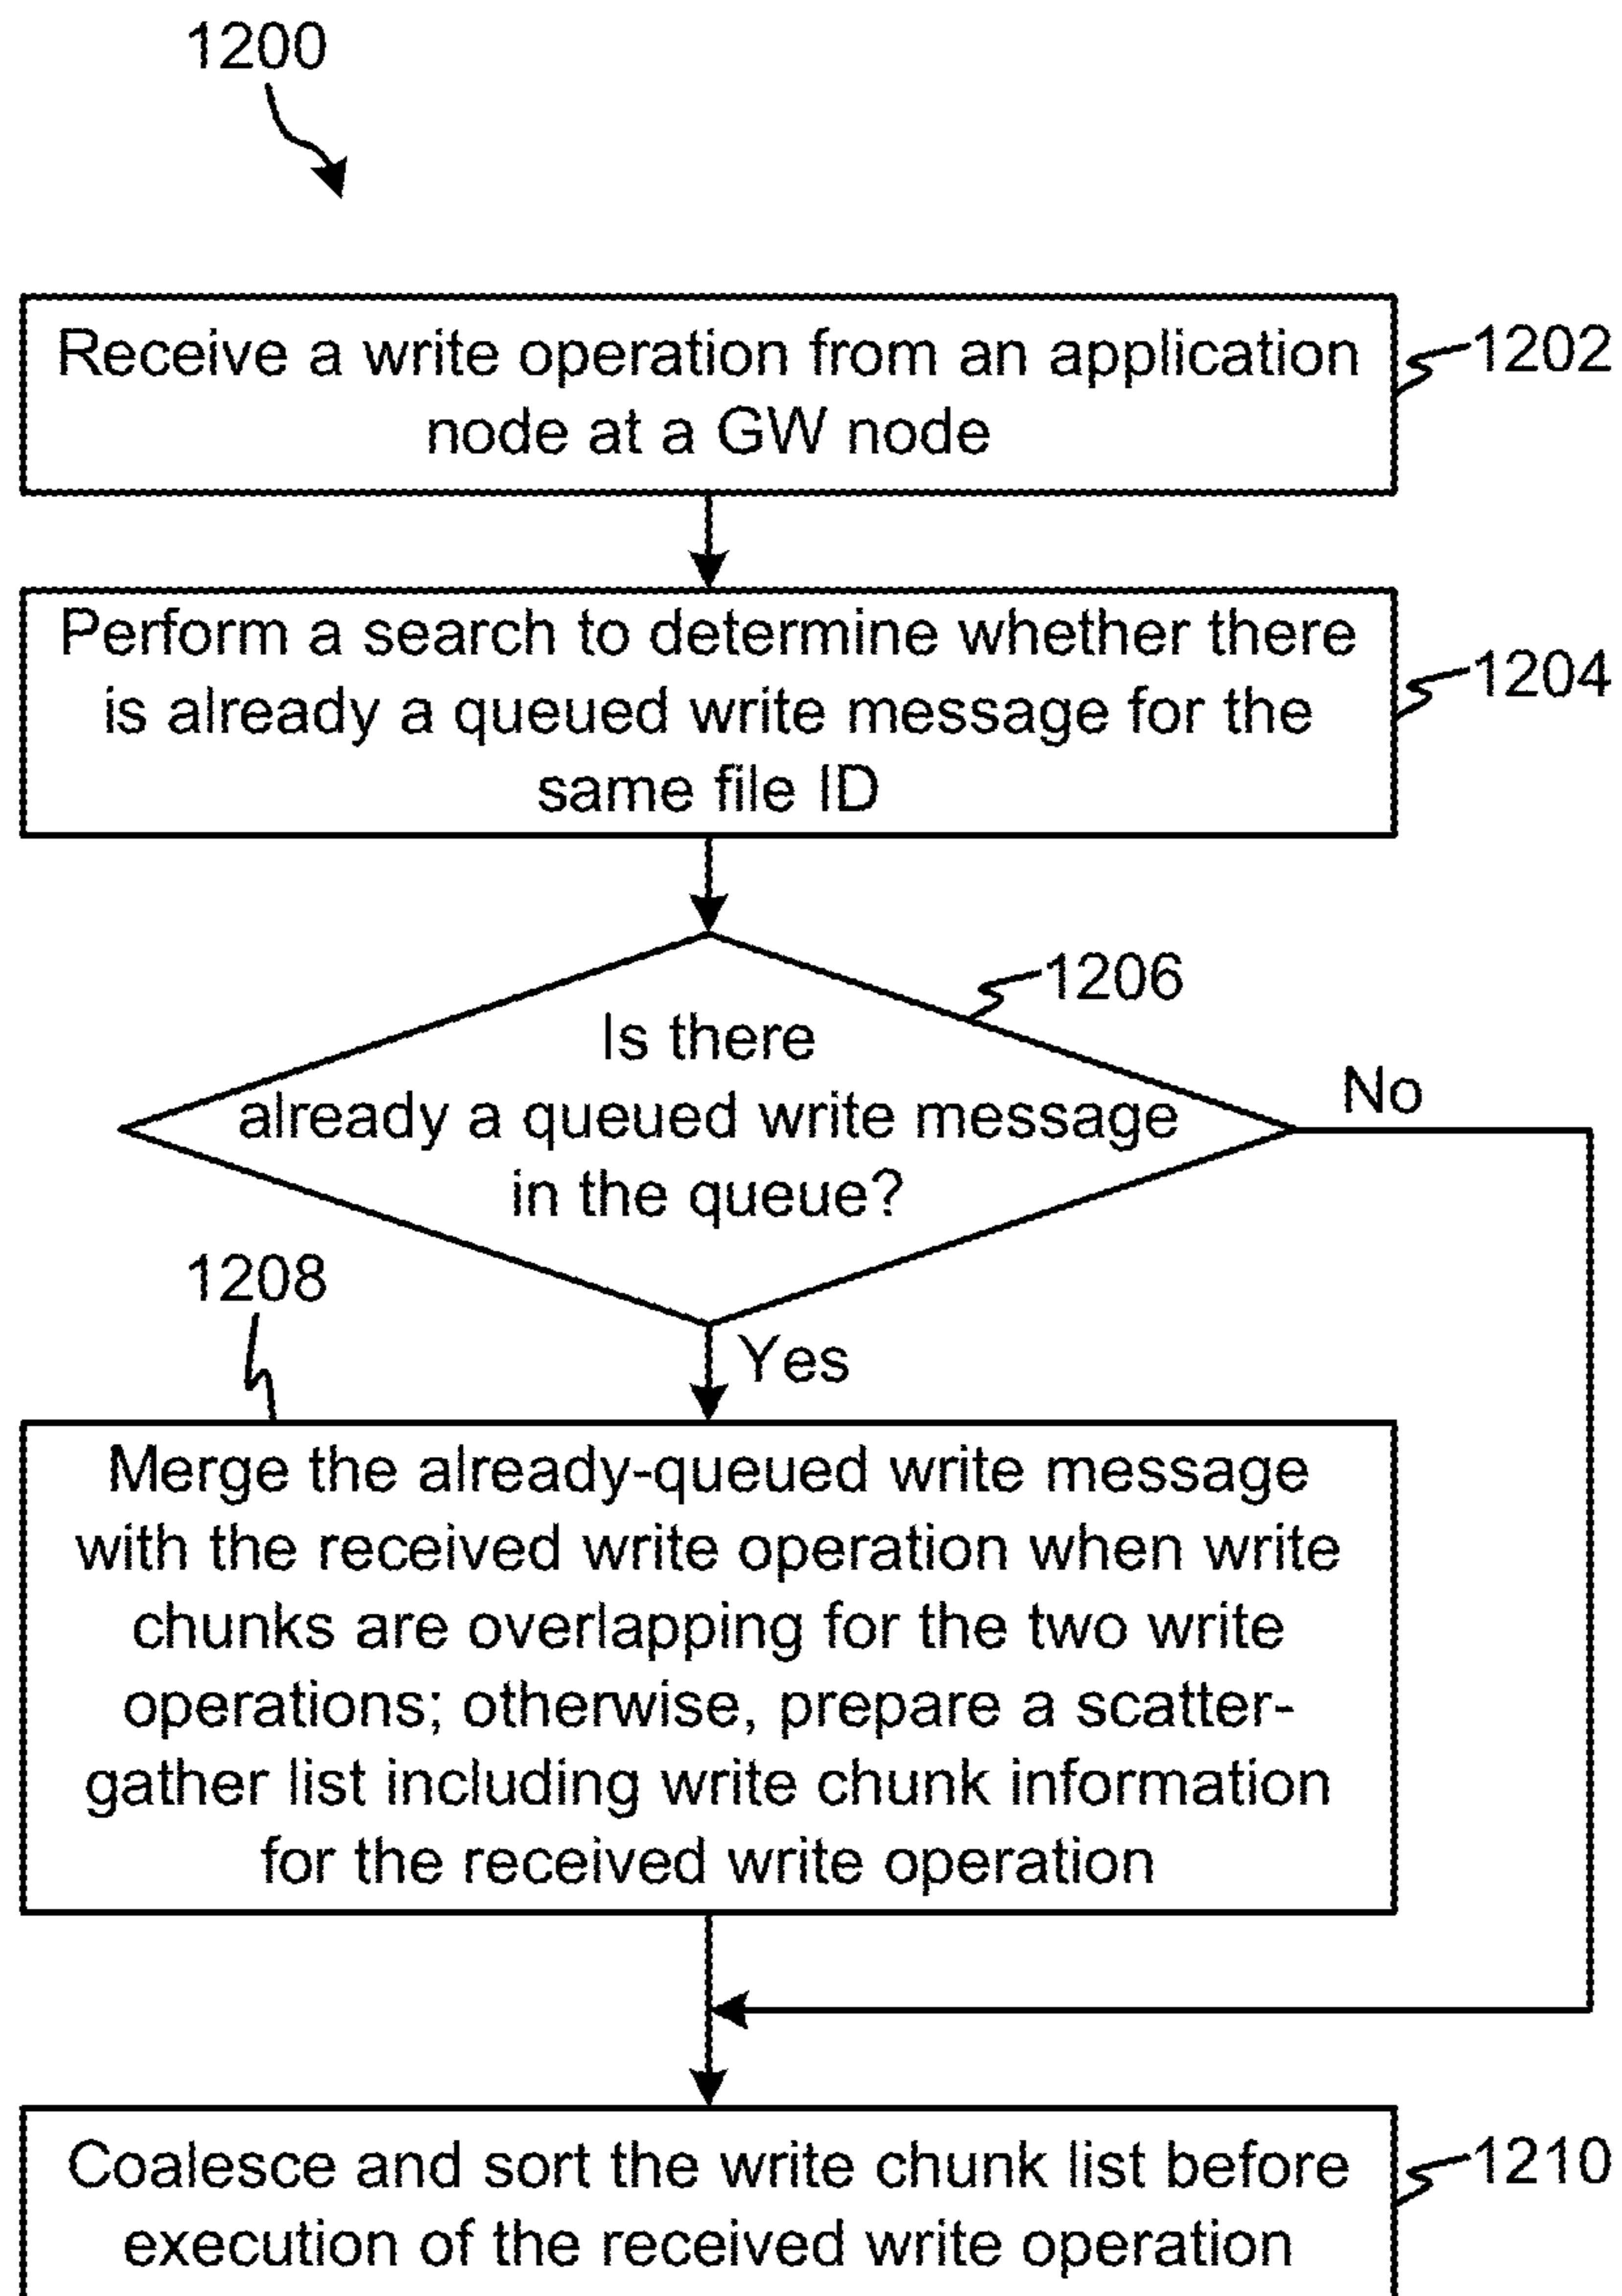 1200
Receive a write operation from an application
node at a GW node
1202
Perform a search to determine whether there
is already a queued write message for the
same file ID
1204
1206
Is there
already a queued write message
in the queue?
No
1208
Yes
Merge the already-queued write message
with the received write operation when write
chunks are overlapping for the two write
operations; otherwise, prepare a scatter-
gather list including write chunk information
for the received write operation
Coalesce and sort the write chunk list before
execution of the received write operation
1210